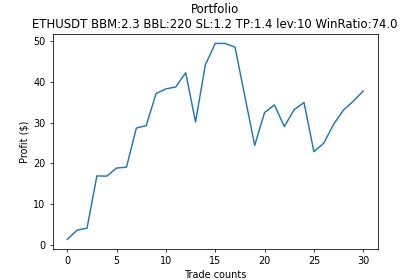 Portfolio
ETHUSDT BBM:2.3 BBL:220 SL:1.2 TP:1.4 lev:10 WinRatio:74.0
50
40
30
20
10
0
Profit ($)
0 5 10 15 20 25 30
Trade counts